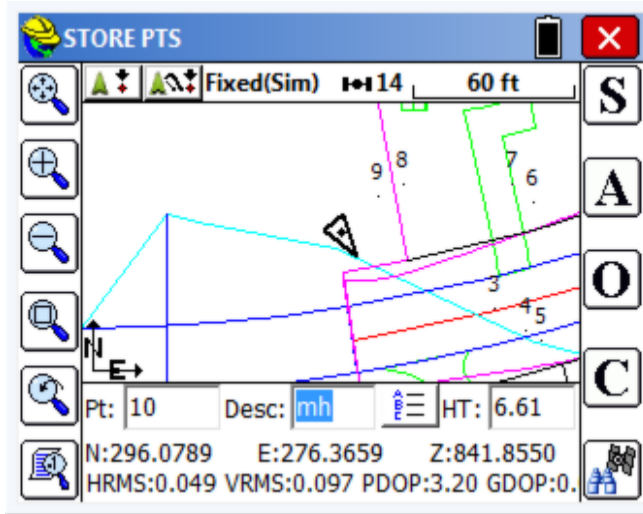 STORE PTS
Fixed(Sim) 14 60 ft
S
9 8 7 6
A
3 4 5
O
N
E
C
Pt: 10 Desc: mh ABC HT: 6.61
N:296.0789 E:276.3659 Z:841.8550
HRMS:0.049 VRMS:0.097 PDOP:3.20 GDOP:0.